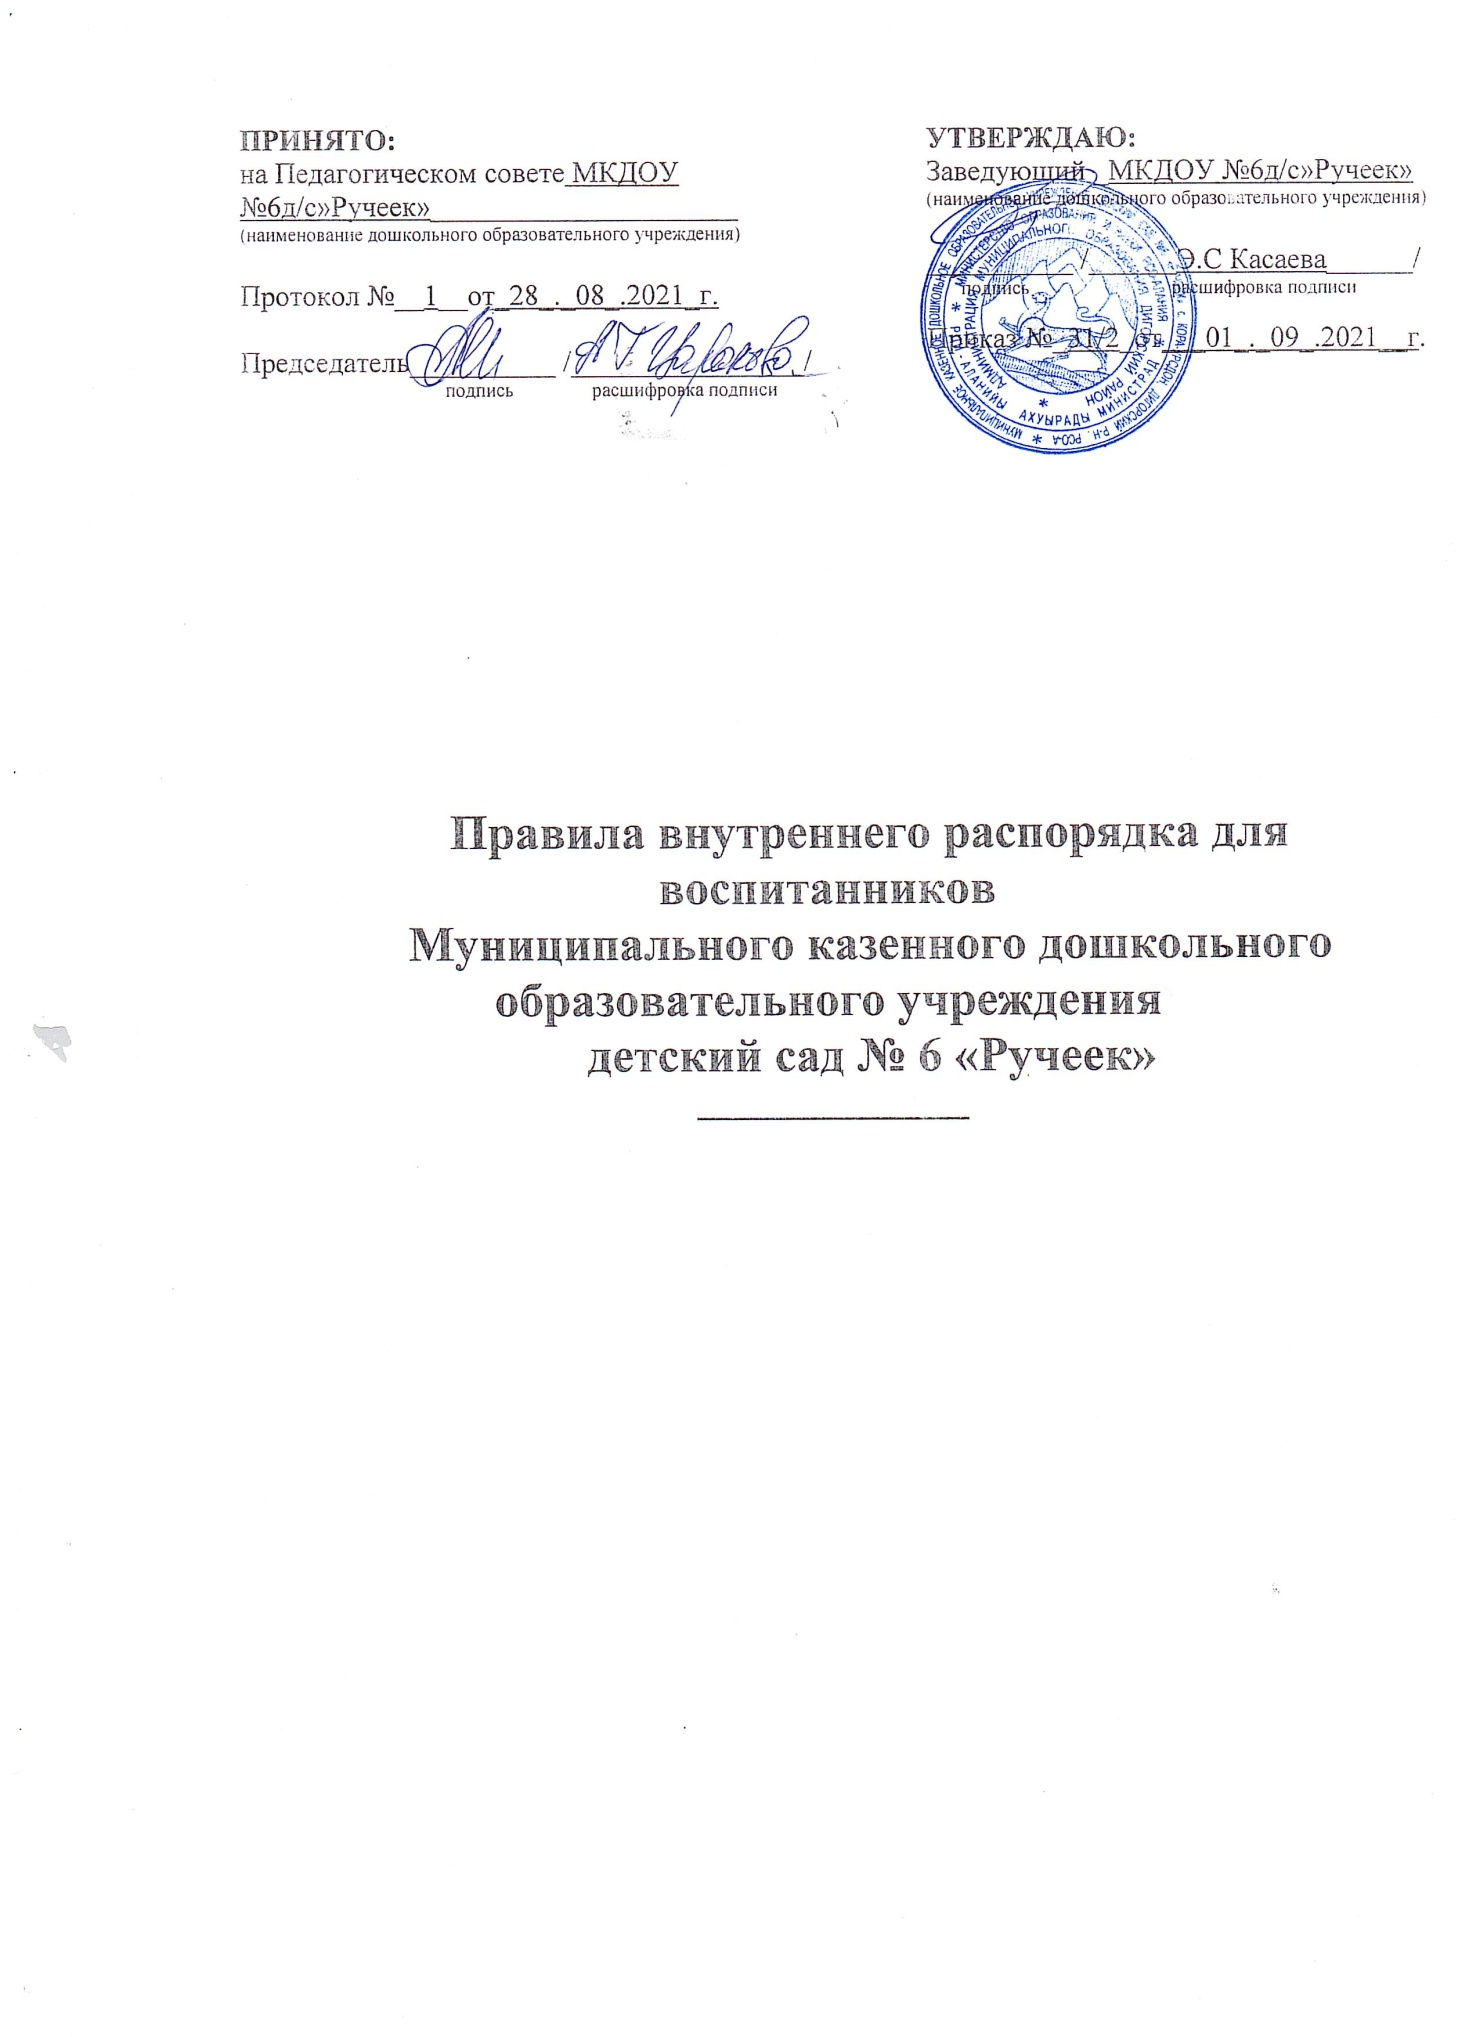 ПРИНЯТО:
на Педагогическом совете МКДОУ
№6д/с»Ручеек»
(наименование дошкольного образовательного учреждения)
Протокол № 1 от 28 . 08 .2021 г.
Председатель / /
подпись расшифровка подписи
УТВЕРЖДАЮ:
Заведующий МКДОУ №6д/с»Ручеек»
(наименование дошкольного образовательного учреждения)
/ Э.С Касаева /
подпись расшифровка подписи
Приказ № 31/2 от 01 . 09 .2021 г.
Правила внутреннего распорядка для
воспитанников
Муниципального казенного дошкольного
образовательного учреждения
детский сад № 6 «Ручеек»